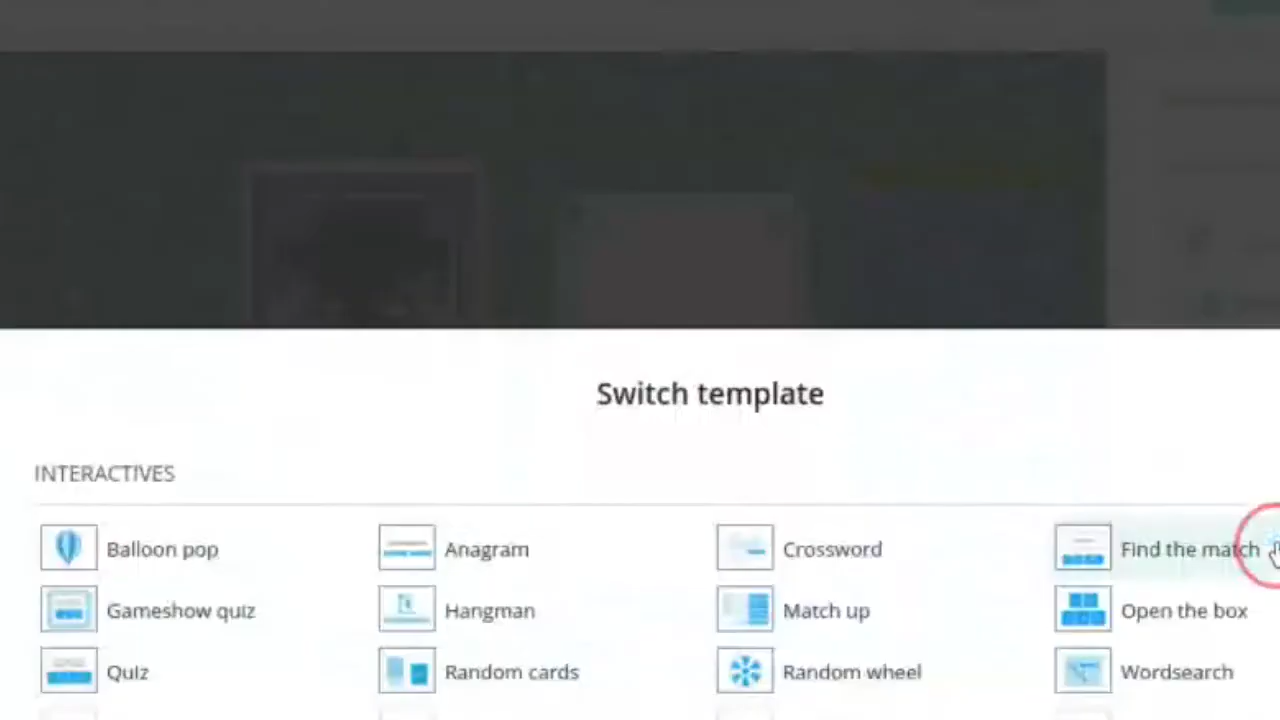 Switch template
INTERACTIVES
Balloon pop
Anagram
Crossword
Find the match
Gameshow quiz
Hangman
Match up
Open the box
Quiz
Random cards
Random wheel
Wordsearch